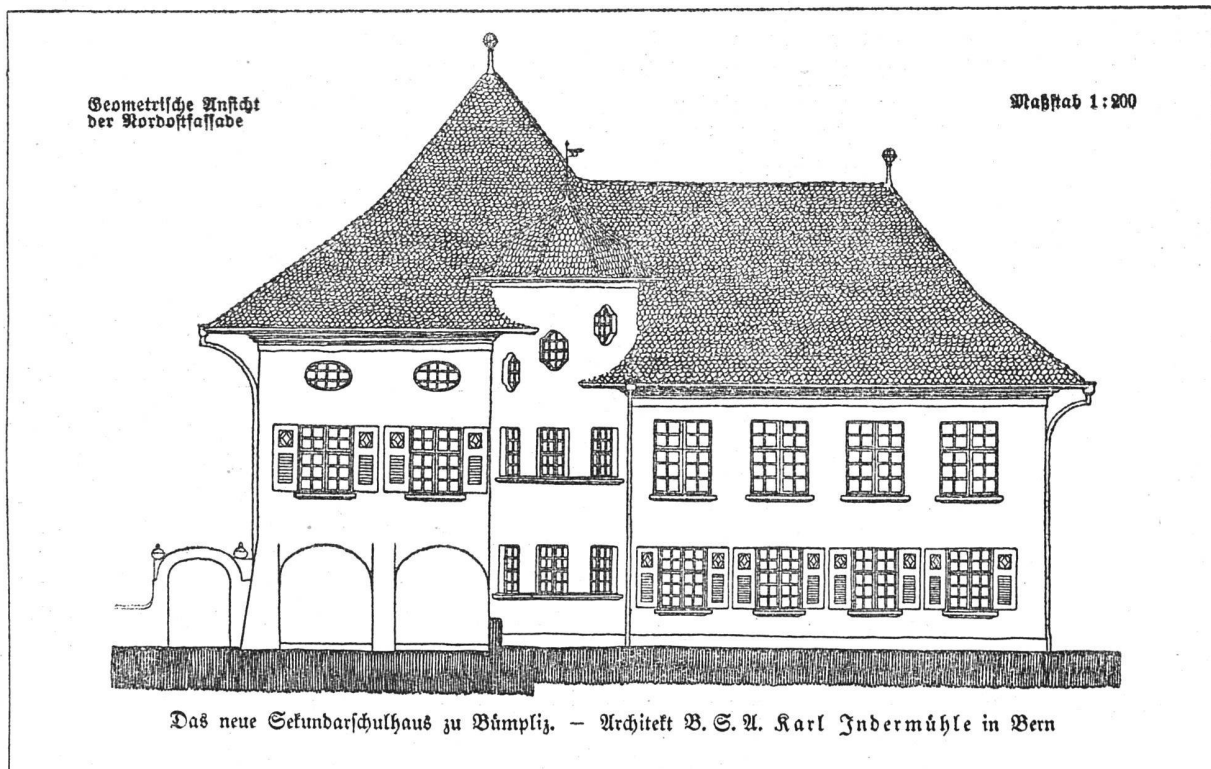 Geometrische Ansicht
der Nordostfassade
Maßstab 1:200
Das neue Sekundarschulhaus zu Bümpliz. — Architekt B. S. A. Karl Indermühle in Bern